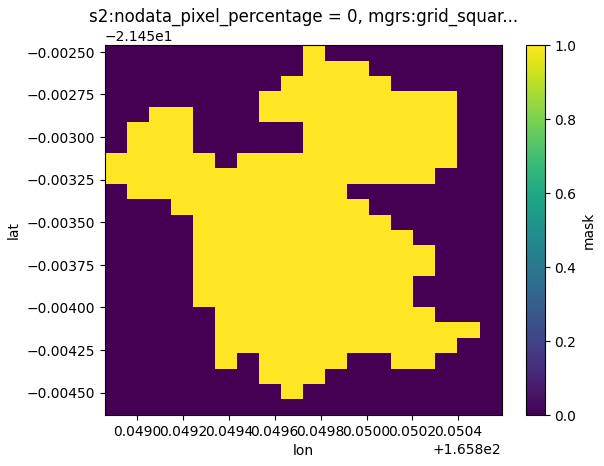 s2:nodata_pixel_percentage = 0, mgrs:grid_squar...
−2.145e1
−0.00250
−0.00275
−0.00300
−0.00325
−0.00350
−0.00375
−0.00400
−0.00425
−0.00450
lat
0.0490 0.0492 0.0494 0.0496 0.0498 0.0500 0.0502 0.0504
+1.658e2
lon
1.0
0.8
0.6
0.4
0.2
0.0
mask